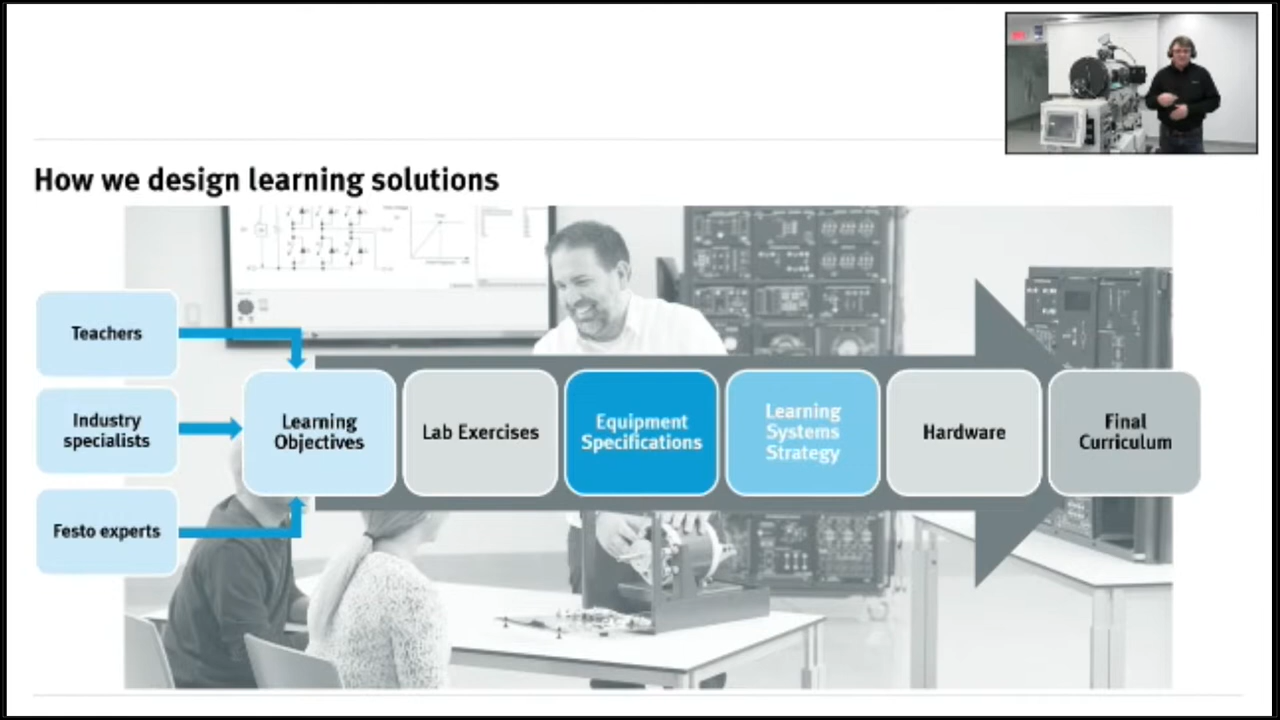 How we design learning solutions
Teachers
Industry
specialists
Festo experts
Learning
Objectives
Lab Exercises
Equipment
Specifications
Learning
Systems
Strategy
Hardware
Final
Curriculum